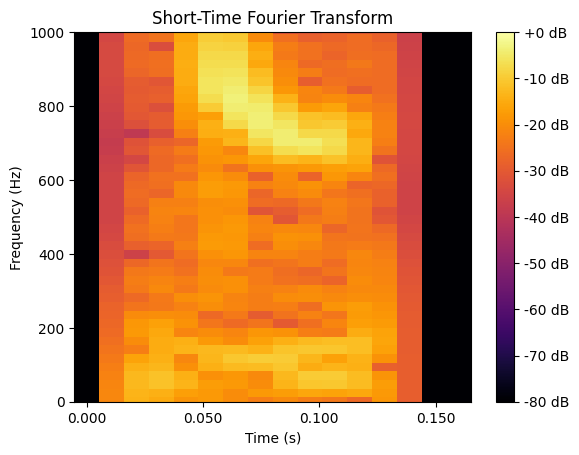 Short-Time Fourier Transform
1000
800
600
400
200
0
Frequency (Hz)
0.000
0.050
0.100
0.150
Time (s)
+0 dB
-10 dB
-20 dB
-30 dB
-40 dB
-50 dB
-60 dB
-70 dB
-80 dB